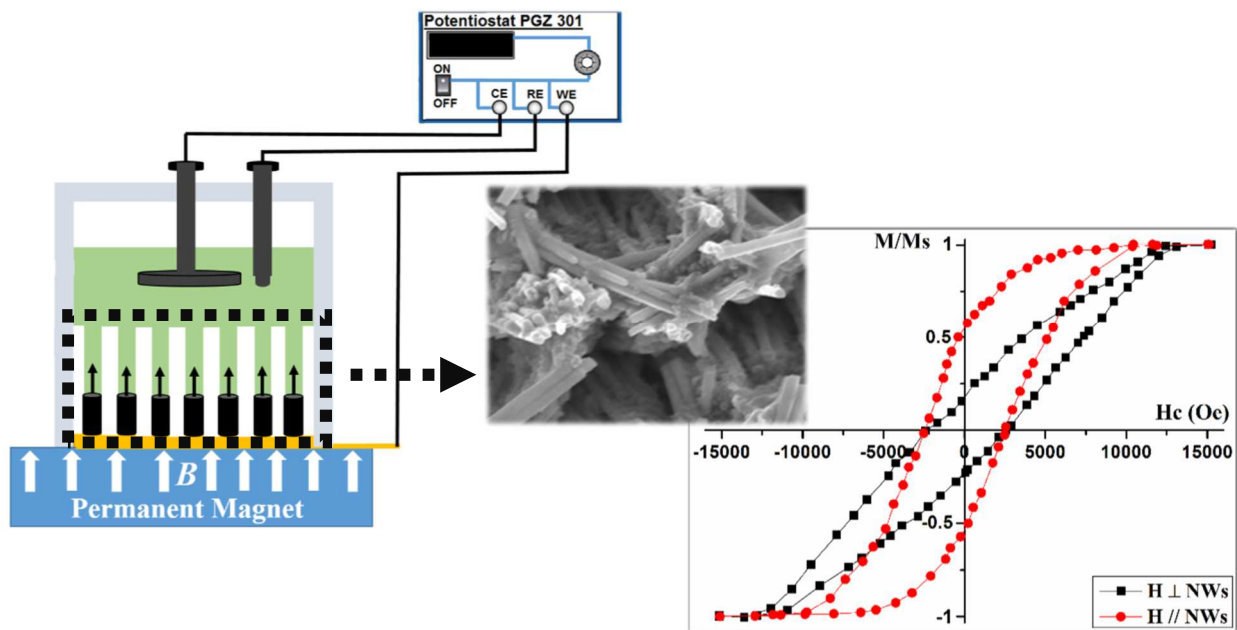 Potentiostat PGZ 301
ON
OFF
CE RE WE
B
Permanent Magnet
M/Ms
Hc (Oe)
1
0.5
-15000 -10000 -5000 0 5000 10000 15000
-0.5
-1
H ⊥ NWs
H // NWs